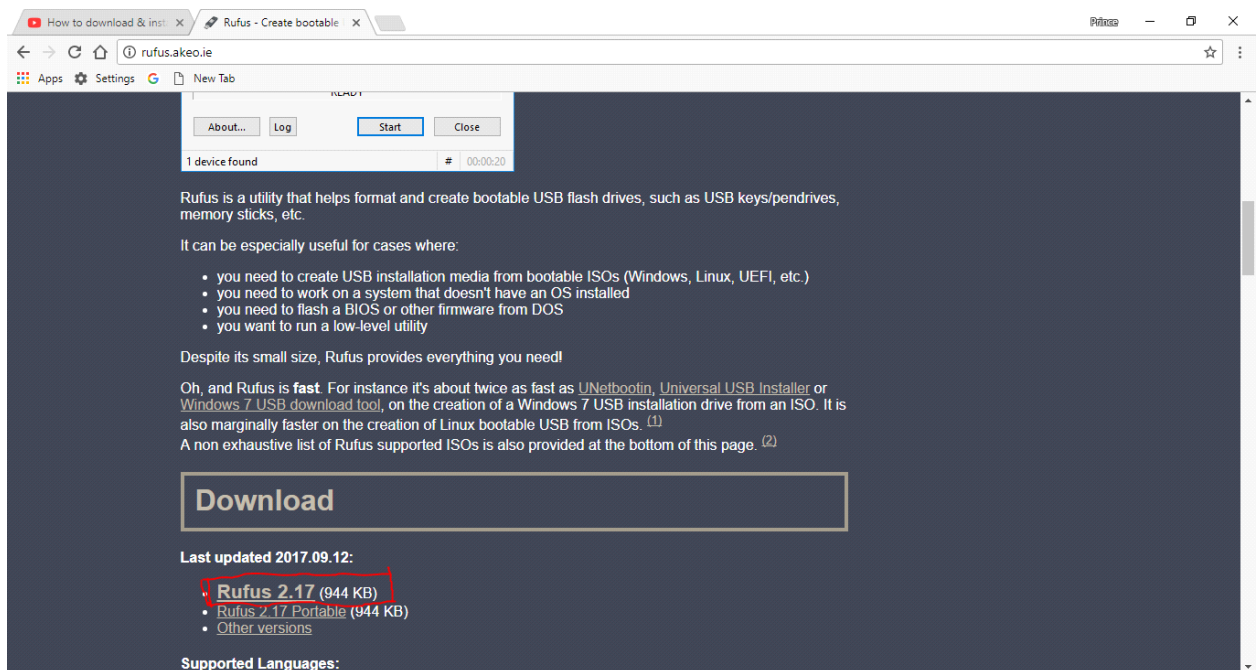 How to download & inst
Rufus - Create bootable
Prince
rufus.akeo.ie
Apps Settings G New Tab
READY
About... Log Start Close
1 device found # 00:00:20
Rufus is a utility that helps format and create bootable USB flash drives, such as USB keys/pendrives,
memory sticks, etc.
It can be especially useful for cases where:
• you need to create USB installation media from bootable ISOs (Windows, Linux, UEFI, etc.)
• you need to work on a system that doesn't have an OS installed
• you need to flash a BIOS or other firmware from DOS
• you want to run a low-level utility
Despite its small size, Rufus provides everything you need!
Oh, and Rufus is fast. For instance it's about twice as fast as UNetbootin, Universal USB Installer or
Windows 7 USB download tool, on the creation of a Windows 7 USB installation drive from an ISO. It is
also marginally faster on the creation of Linux bootable USB from ISOs. (1)
A non exhaustive list of Rufus supported ISOs is also provided at the bottom of this page. (2)
Download
Last updated 2017.09.12:
• Rufus 2.17 (944 KB)
• Rufus 2.17 Portable (944 KB)
• Other versions
Supported Languages: